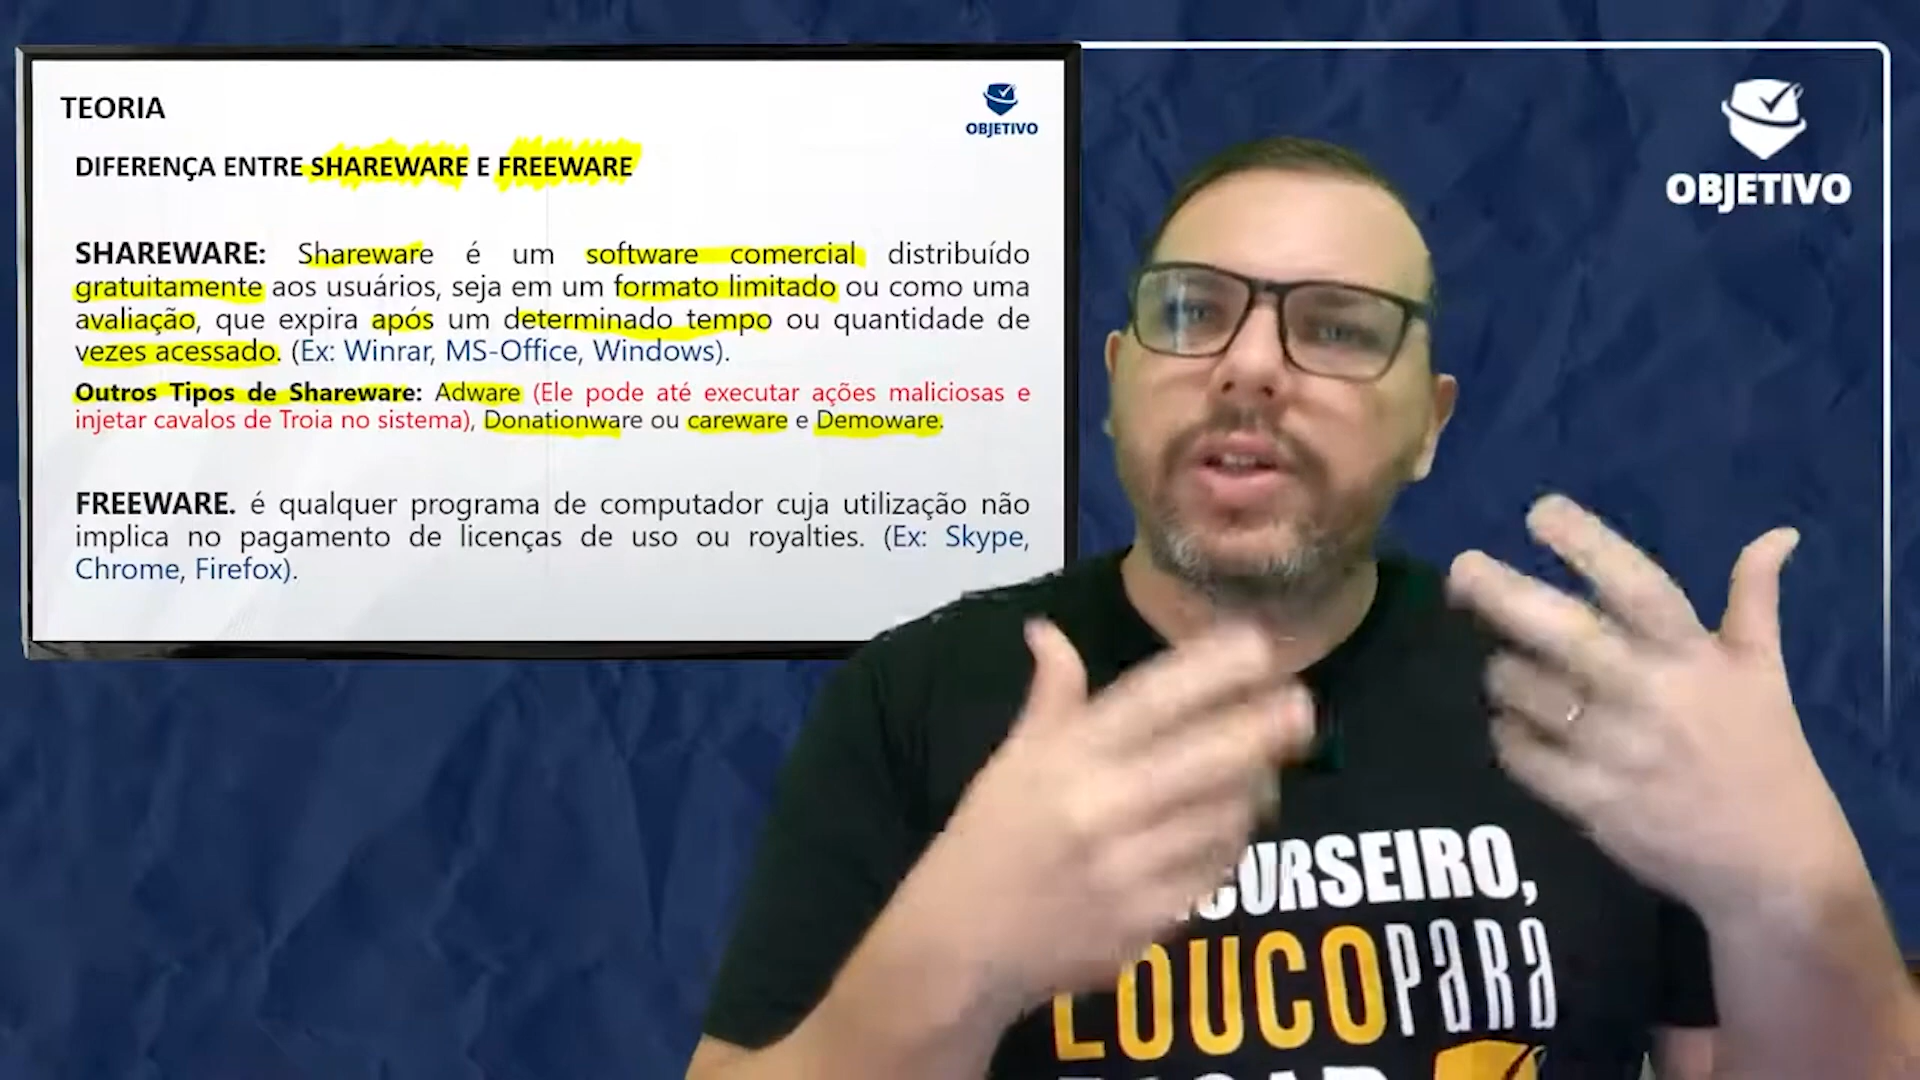 TEORIA
OBJETIVO
DIFERENÇA ENTRE SHAREWARE E FREEWARE
SHAREWARE: Shareware é um software comercial distribuído
gratuitamente aos usuários, seja em um formato limitado ou como uma
avaliação, que expira após um determinado tempo ou quantidade de
vezes acessado. (Ex: Winrar, MS-Office, Windows).
Outros Tipos de Shareware: Adware (Ele pode até executar ações maliciosas e
injetar cavalos de Troia no sistema), Donationware ou careware e Demoware.
FREEWARE. é qualquer programa de computador cuja utilização não
implica no pagamento de licenças de uso ou royalties. (Ex: Skype,
Chrome, Firefox).
OBJETIVO
CURSEIRO,
LOUCO PARA